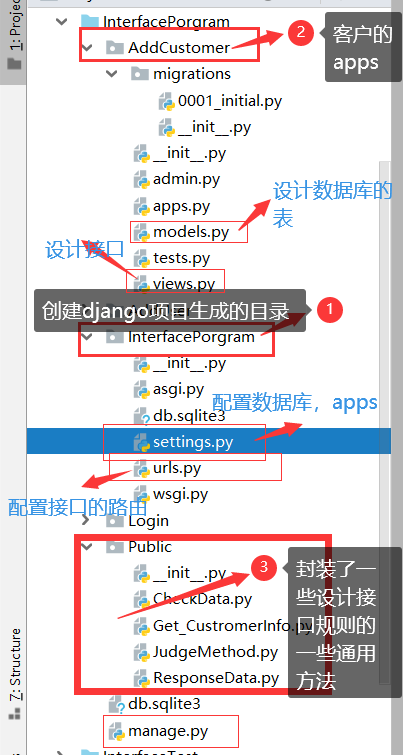 1: Project
InterfacePorgram
AddCustomer
2
客户的
apps
migrations
0001_initial.py
__init__.py
__init__.py
admin.py
apps.py
设计数据库的
表
models.py
设计接口
tests.py
views.py
创建django项目生成的目录
1
InterfacePorgram
__init__.py
asgi.py
db.sqlite3
配置数据库，apps
settings.py
urls.py
配置接口的路由
wsgi.py
Login
Public
3
封装了一
些设计接
口规则的
一些通用
方法
__init__.py
CheckData.py
Get_CustromerInfo.py
JudgeMethod.py
ResponseData.py
db.sqlite3
manage.py
InterfaceTest
Z: Structure